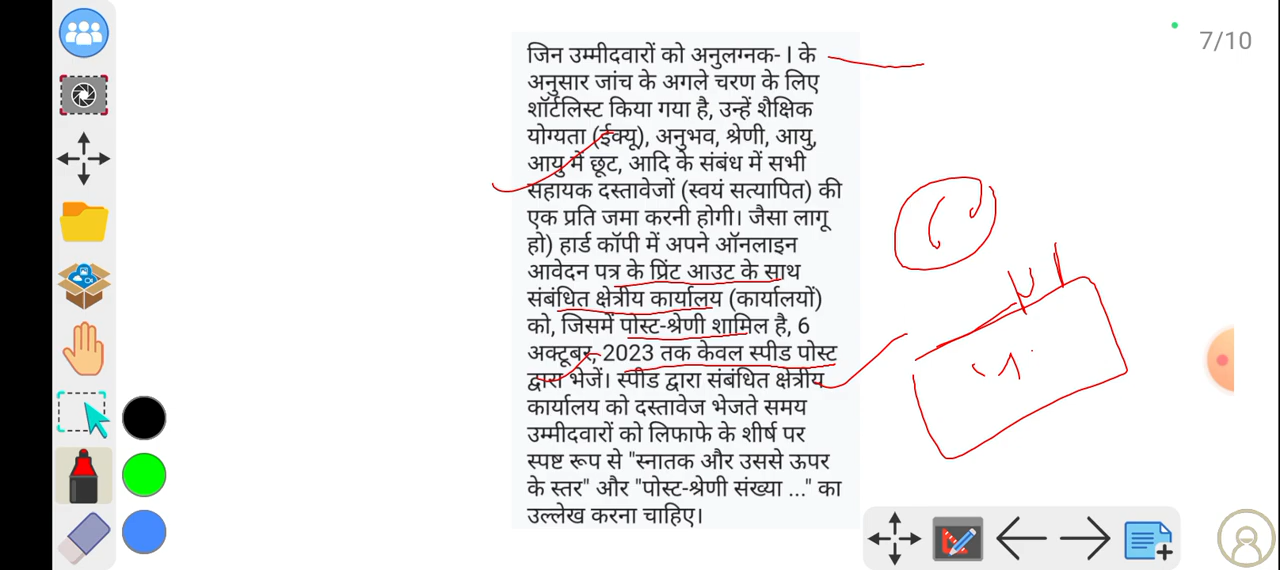 7/10
जिन उम्मीदवारों को अनुलग्नक- I के
अनुसार जांच के अगले चरण के लिए
शॉर्टलिस्ट किया गया है, उन्हें शैक्षिक
योग्यता (ईक्यू), अनुभव, श्रेणी, आयु,
आयु में छूट, आदि के संबंध में सभी
सहायक दस्तावेजों (स्वयं सत्यापित) की
एक प्रति जमा करनी होगी। जैसा लागू
हो) हार्ड कॉपी में अपने ऑनलाइन
आवेदन पत्र के प्रिंट आउट के साथ
संबंधित क्षेत्रीय कार्यालय (कार्यालयों)
को, जिसमें पोस्ट-श्रेणी शामिल है, 6
अक्टूबर, 2023 तक केवल स्पीड पोस्ट
द्वारा भेजें। स्पीड द्वारा संबंधित क्षेत्रीय
कार्यालय को दस्तावेज भेजते समय
उम्मीदवारों को लिफाफे के शीर्ष पर
स्पष्ट रूप से "स्नातक और उससे ऊपर
के स्तर" और "पोस्ट-श्रेणी संख्या ..." का
उल्लेख करना चाहिए।